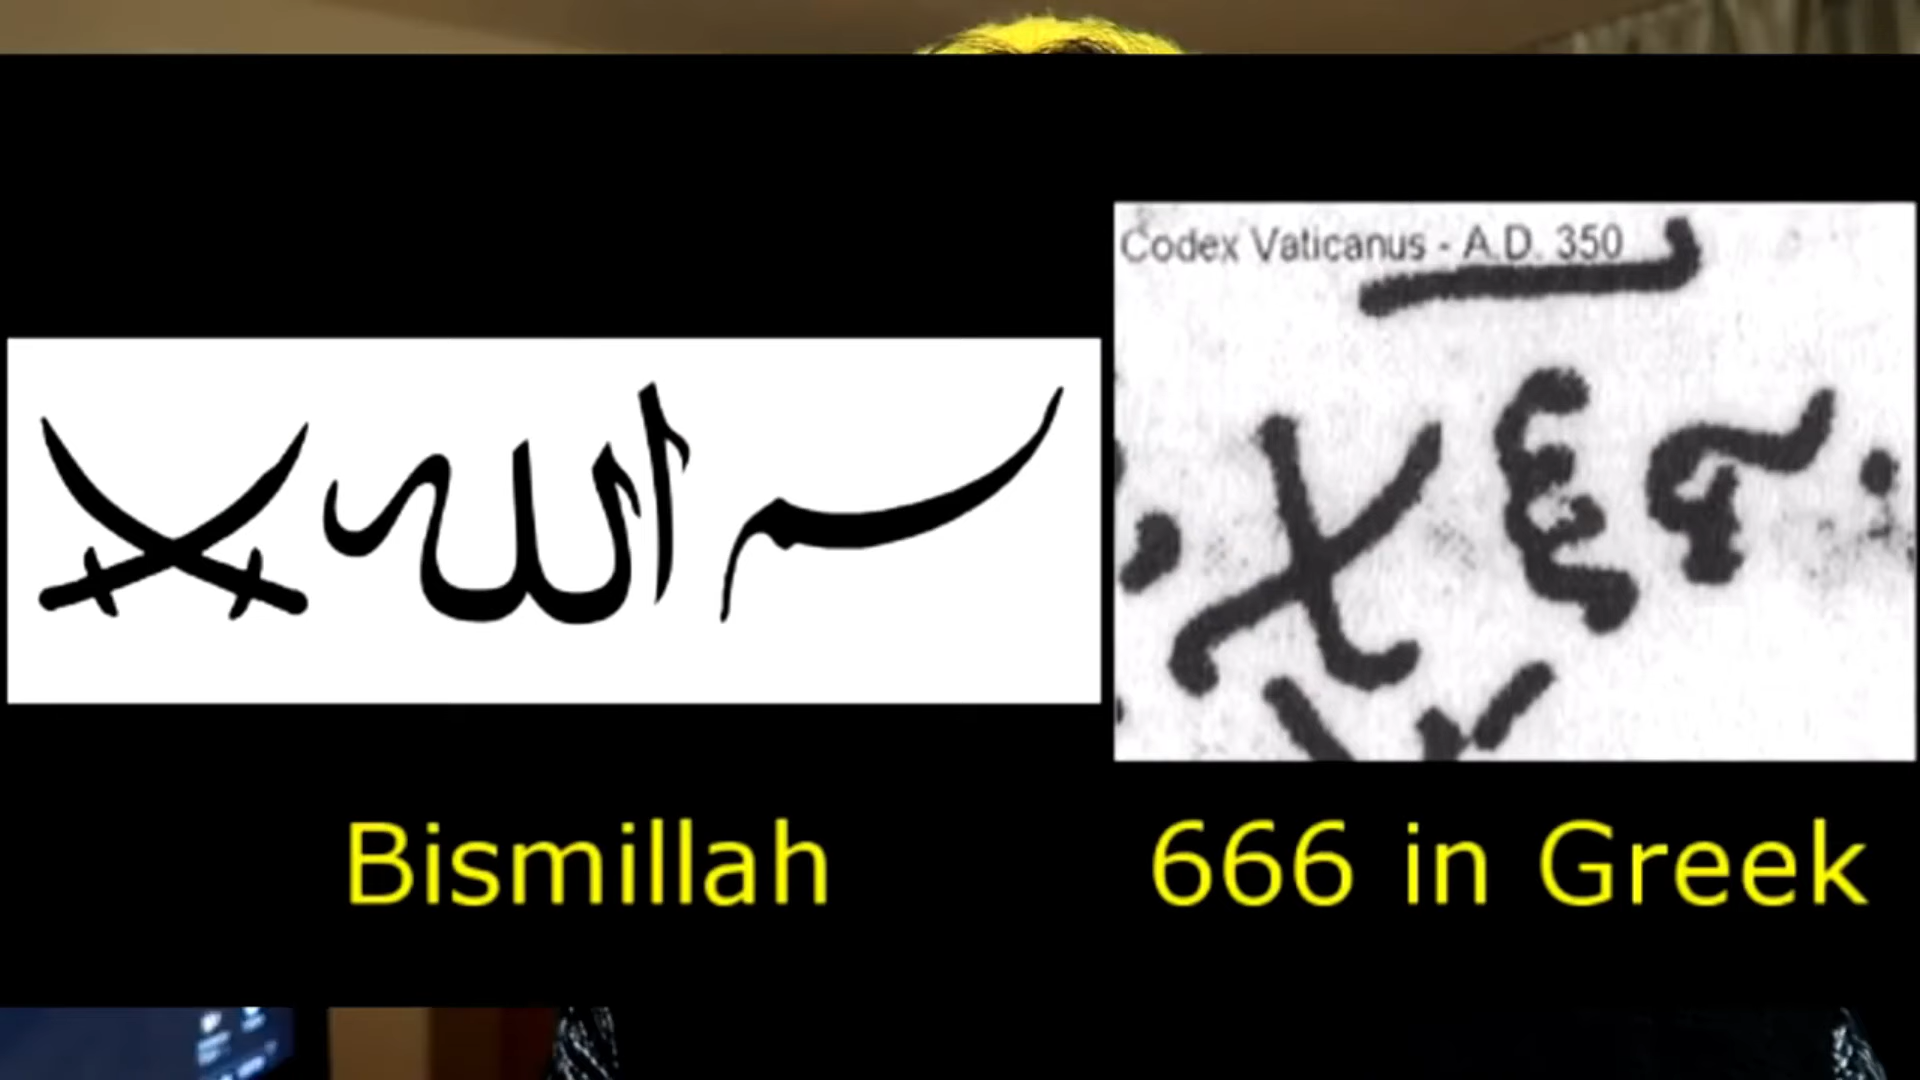 Codex Vaticanus - A.D. 350
بسم الله
· χξϛ ·
Bismillah
666 in Greek